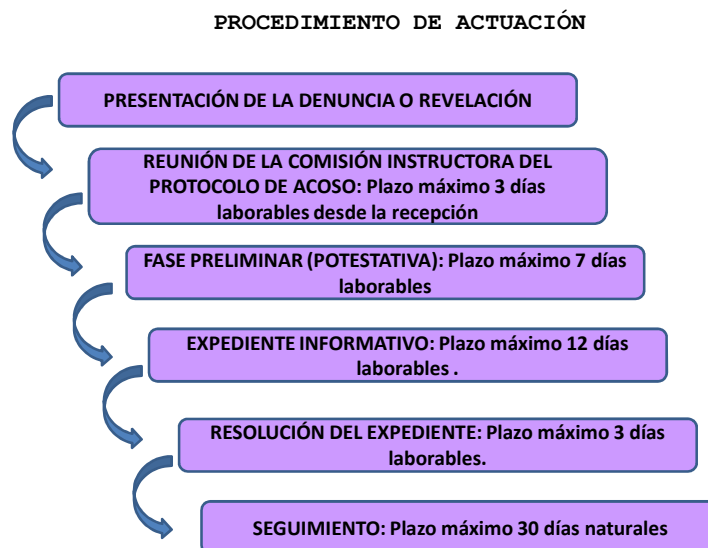 PROCEDIMIENTO DE ACTUACIÓN
PRESENTACIÓN DE LA DENUNCIA O REVELACIÓN
REUNIÓN DE LA COMISIÓN INSTRUCTORA DEL
PROTOCOLO DE ACOSO: Plazo máximo 3 días
laborables desde la recepción
FASE PRELIMINAR (POTESTATIVA): Plazo máximo 7 días
laborables
EXPEDIENTE INFORMATIVO: Plazo máximo 12 días
laborables .
RESOLUCIÓN DEL EXPEDIENTE: Plazo máximo 3 días
laborables.
SEGUIMIENTO: Plazo máximo 30 días naturales